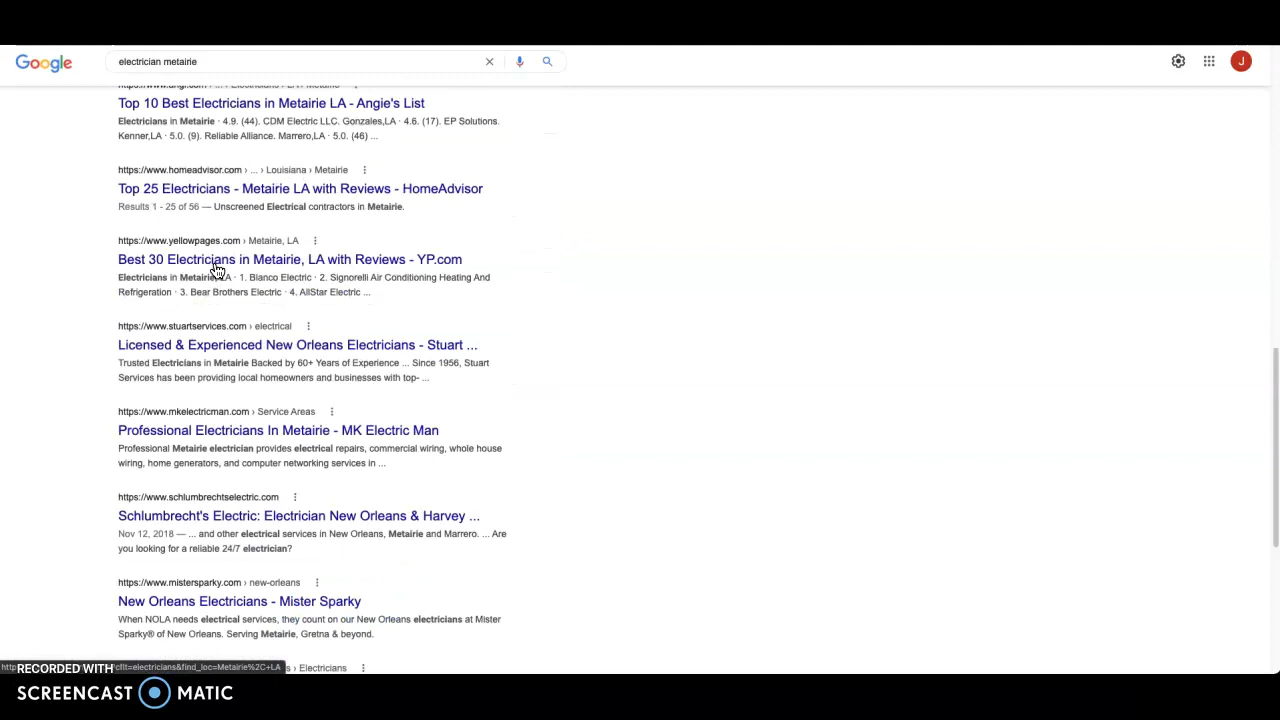 Google
electrician metairie
J
Top 10 Best Electricians in Metairie LA - Angie's List
Electricians in Metairie · 4.9. (44). CDM Electric LLC. Gonzales,LA · 4.6. (17). EP Solutions.
Kenner,LA · 5.0. (9). Reliable Alliance. Marrero,LA · 5.0. (46) ...
https://www.homeadvisor.com › ... › Louisiana › Metairie
Top 25 Electricians - Metairie LA with Reviews - HomeAdvisor
Results 1 - 25 of 56 — Unscreened Electrical contractors in Metairie.
https://www.yellowpages.com › Metairie, LA
Best 30 Electricians in Metairie, LA with Reviews - YP.com
Electricians in Metairie, LA · 1. Blanco Electric · 2. Signorelli Air Conditioning Heating And
Refrigeration · 3. Bear Brothers Electric · 4. AllStar Electric ...
https://www.stuartservices.com › electrical
Licensed & Experienced New Orleans Electricians - Stuart ...
Trusted Electricians in Metairie Backed by 60+ Years of Experience ... Since 1956, Stuart
Services has been providing local homeowners and businesses with top- ...
https://www.mkelectricman.com › Service Areas
Professional Electricians In Metairie - MK Electric Man
Professional Metairie electrician provides electrical repairs, commercial wiring, whole house
wiring, home generators, and computer networking services in ...
https://www.schlumbrechtselectric.com
Schlumbrecht's Electric: Electrician New Orleans & Harvey ...
Nov 12, 2018 — ... and other electrical services in New Orleans, Metairie and Marrero. ... Are
you looking for a reliable 24/7 electrician?
https://www.mistersparky.com › new-orleans
New Orleans Electricians - Mister Sparky
When NOLA needs electrical services, they count on our New Orleans electricians at Mister
Sparky® of New Orleans. Serving Metairie, Gretna & beyond.
=electricians&find_loc=Metairie%2C+LA
s › Electricians
RECORDED WITH
SCREENCAST MATIC